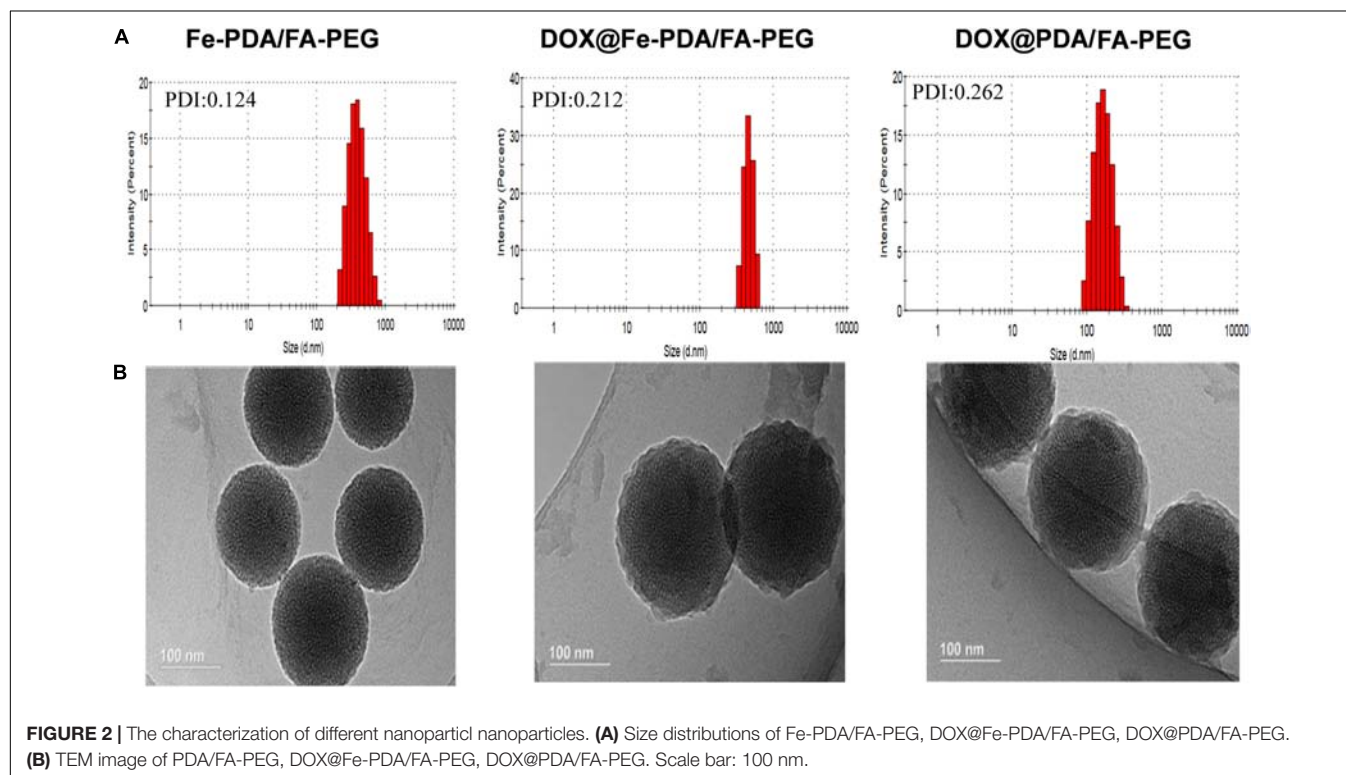 A
Fe-PDA/FA-PEG
DOX@Fe-PDA/FA-PEG
DOX@PDA/FA-PEG
PDI:0.124
Intensity (Percent)
20
15
10
5
0
1 10 100 1000 10000
Size (d.nm)
PDI:0.212
Intensity (Percent)
40
30
20
10
0
1 10 100 1000 10000
Size (d.nm)
PDI:0.262
Intensity (Percent)
20
15
10
5
0
1 10 100 1000 10000
Size (d.nm)
B
100 nm
100 nm
100 nm
FIGURE 2 | The characterization of different nanoparticl nanoparticles. (A) Size distributions of Fe-PDA/FA-PEG, DOX@Fe-PDA/FA-PEG, DOX@PDA/FA-PEG.
(B) TEM image of PDA/FA-PEG, DOX@Fe-PDA/FA-PEG, DOX@PDA/FA-PEG. Scale bar: 100 nm.